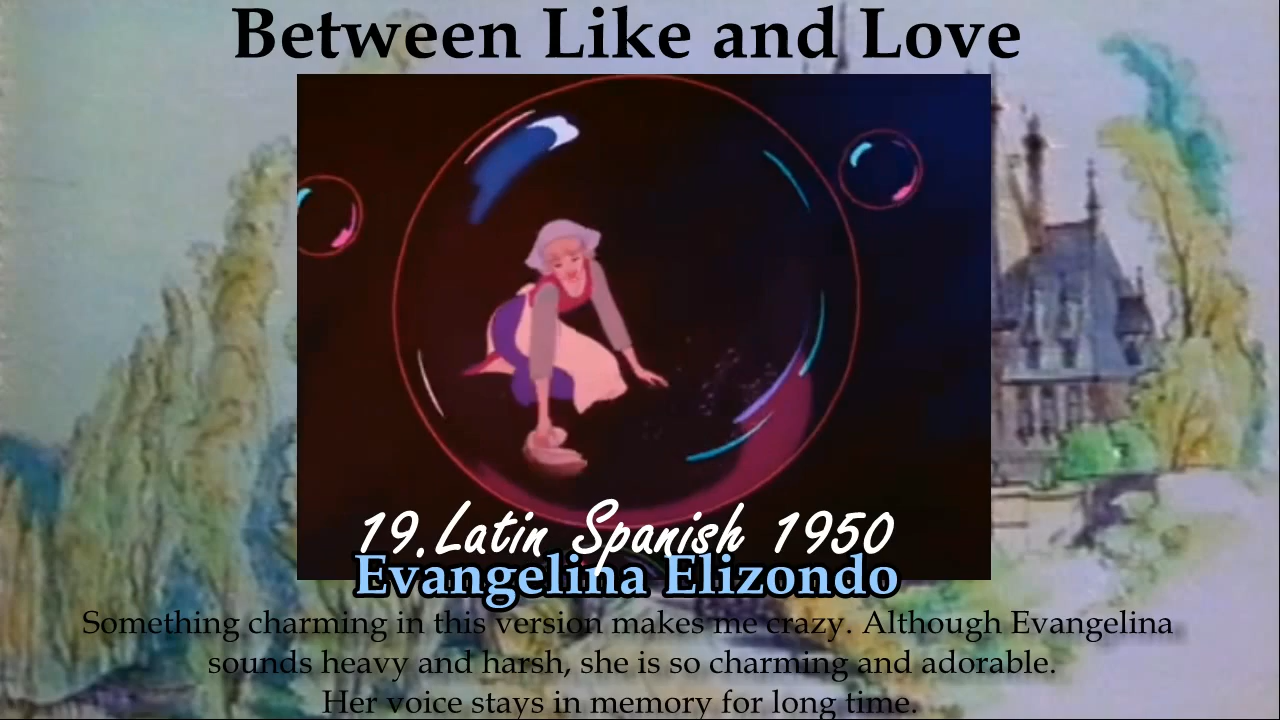 Between Like and Love
19.Latin Spanish 1950
Evangelina Elizondo
Something charming in this version makes me crazy. Although Evangelina
sounds heavy and harsh, she is so charming and adorable.
Her voice stays in memory for long time.